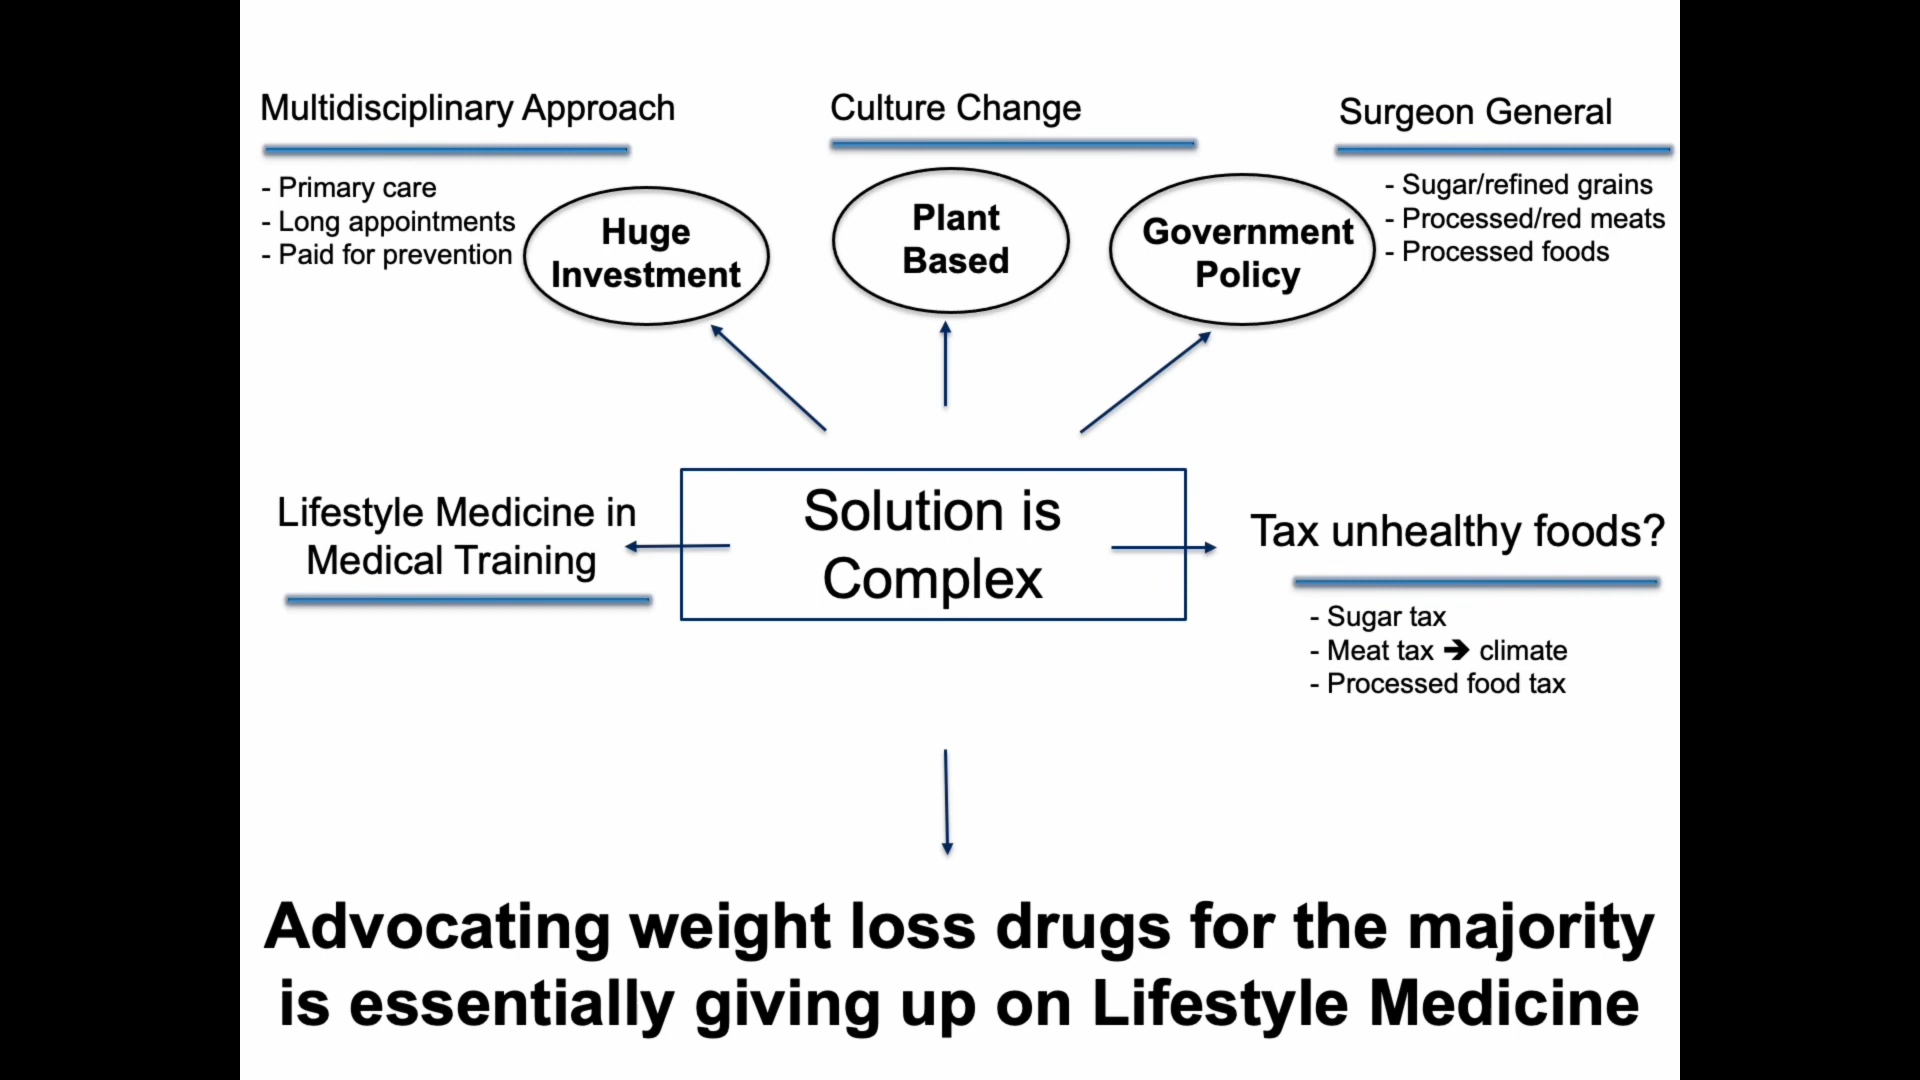 Multidisciplinary Approach
- Primary care
- Long appointments
- Paid for prevention
Huge
Investment
Culture Change
Plant
Based
Surgeon General
Government
Policy
- Sugar/refined grains
- Processed/red meats
- Processed foods
Lifestyle Medicine in
Medical Training
Solution is
Complex
Tax unhealthy foods?
- Sugar tax
- Meat tax ➔ climate
- Processed food tax
Advocating weight loss drugs for the majority
is essentially giving up on Lifestyle Medicine